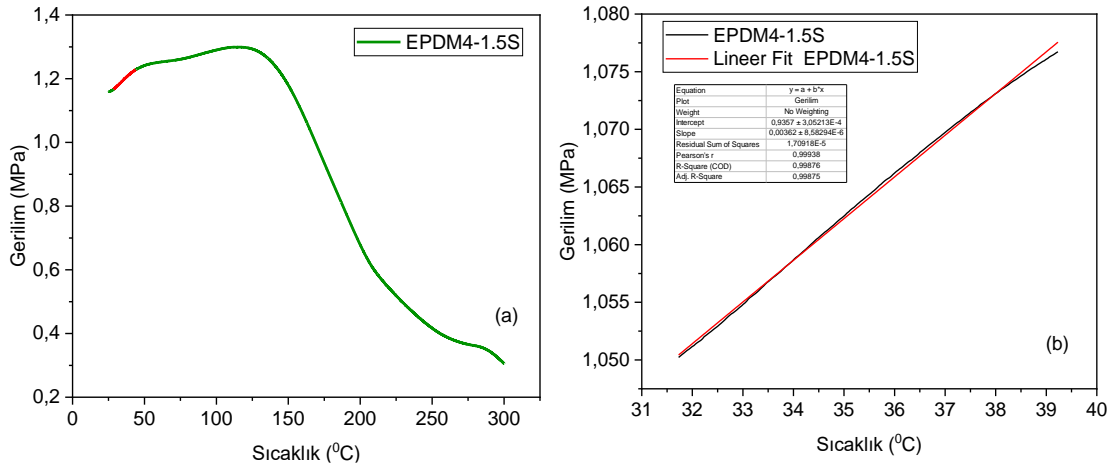 1,4
1,2
1,0
0,8
0,6
0,4
0,2
Gerilim (MPa)
EPDM4-1.5S
(a)
0 50 100 150 200 250 300
Sıcaklık (⁰C)
1,080
1,075
1,070
1,065
1,060
1,055
1,050
Gerilim (MPa)
EPDM4-1.5S
Lineer Fit EPDM4-1.5S
Equation y = a + b*x
Plot Gerilim
Weight No Weighting
Intercept 0,9357 ± 3,05213E-4
Slope 0,00362 ± 8,58294E-6
Residual Sum of Squares 1,70918E-5
Pearson's r 0,99938
R-Square (COD) 0,99876
Adj. R-Square 0,99875
(b)
31 32 33 34 35 36 37 38 39 40
Sıcaklık (⁰C)